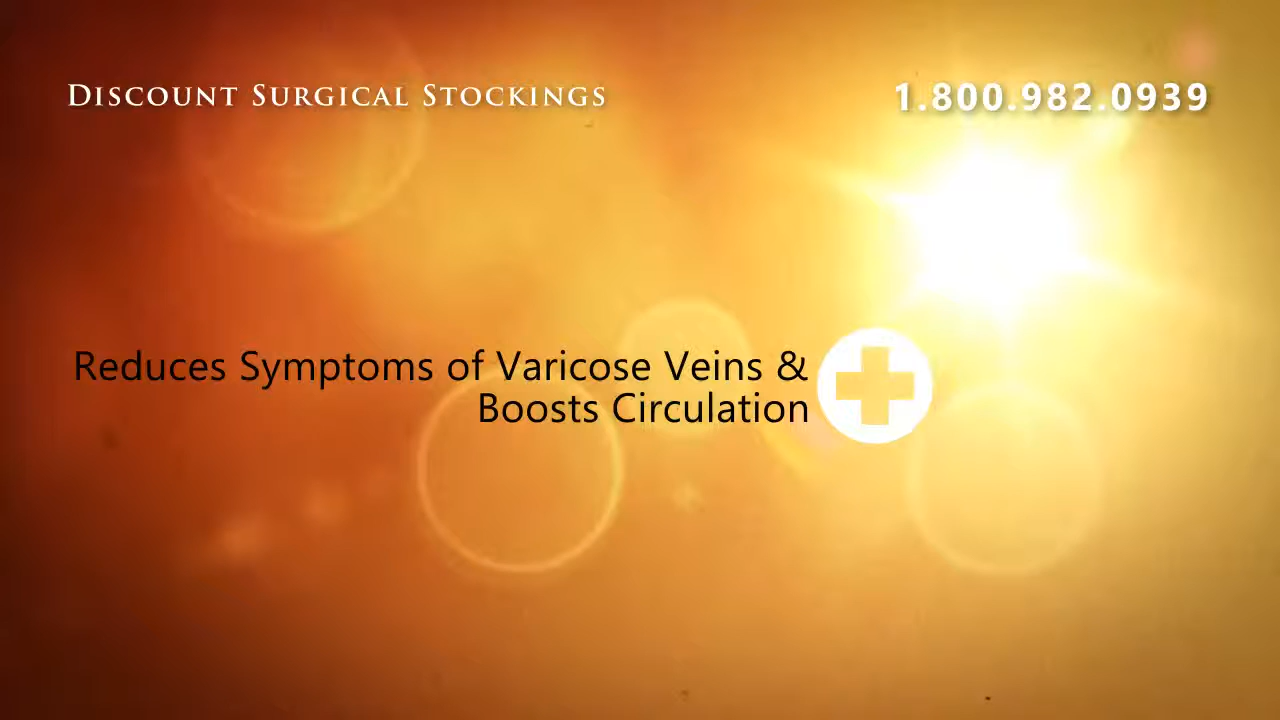 Discount Surgical Stockings
1.800.982.0939
Reduces Symptoms of Varicose Veins &
Boosts Circulation